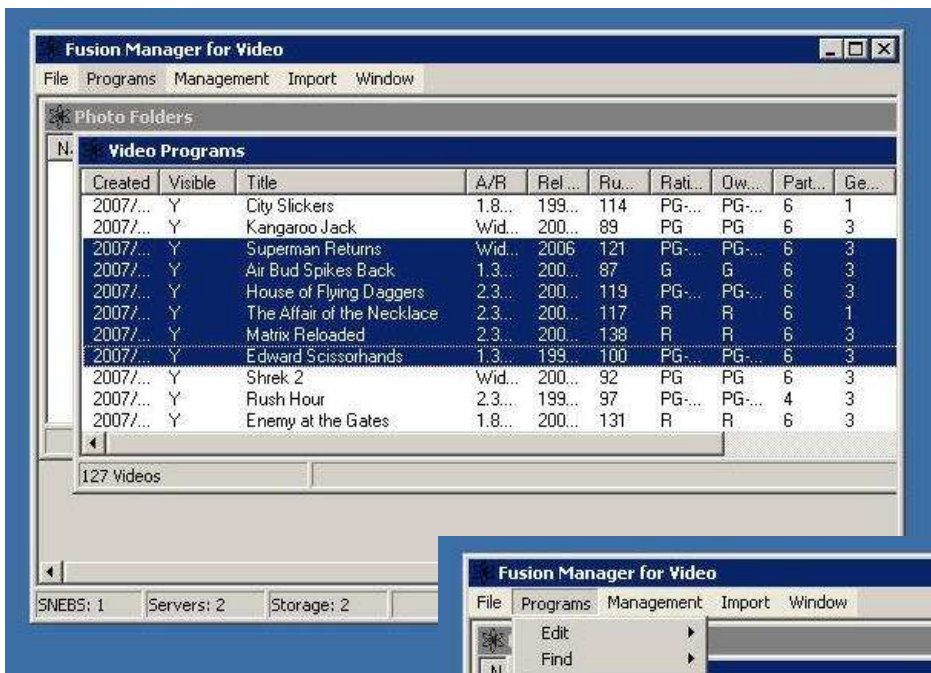 Fusion Manager for Video
File Programs Management Import Window
Photo Folders
N. Video Programs
Created Visible Title A/R Rel ... Ru... Rati... Ow... Part... Ge...
2007/... Y City Slickers 1.8... 199... 114 PG-... PG-... 6 1
2007/... Y Kangaroo Jack Wid... 200... 89 PG PG 6 3
2007/... Y Superman Returns Wid... 2006 121 PG-... PG-... 6 3
2007/... Y Air Bud Spikes Back 1.3... 200... 87 G G 6 3
2007/... Y House of Flying Daggers 2.3... 200... 119 PG-... PG-... 6 3
2007/... Y The Affair of the Necklace 2.3... 200... 117 R R 6 1
2007/... Y Matrix Reloaded 2.3... 200... 138 R R 6 3
2007/... Y Edward Scissorhands 1.3... 199... 100 PG-... PG-... 6 3
2007/... Y Shrek 2 Wid... 200... 92 PG PG 6 3
2007/... Y Rush Hour 2.3... 199... 97 PG-... PG-... 4 3
2007/... Y Enemy at the Gates 1.8... 200... 131 R R 6 3
127 Videos
SNEBS: 1 Servers: 2 Storage: 2
Fusion Manager for Video
File Programs Management Import Window
Edit
Find